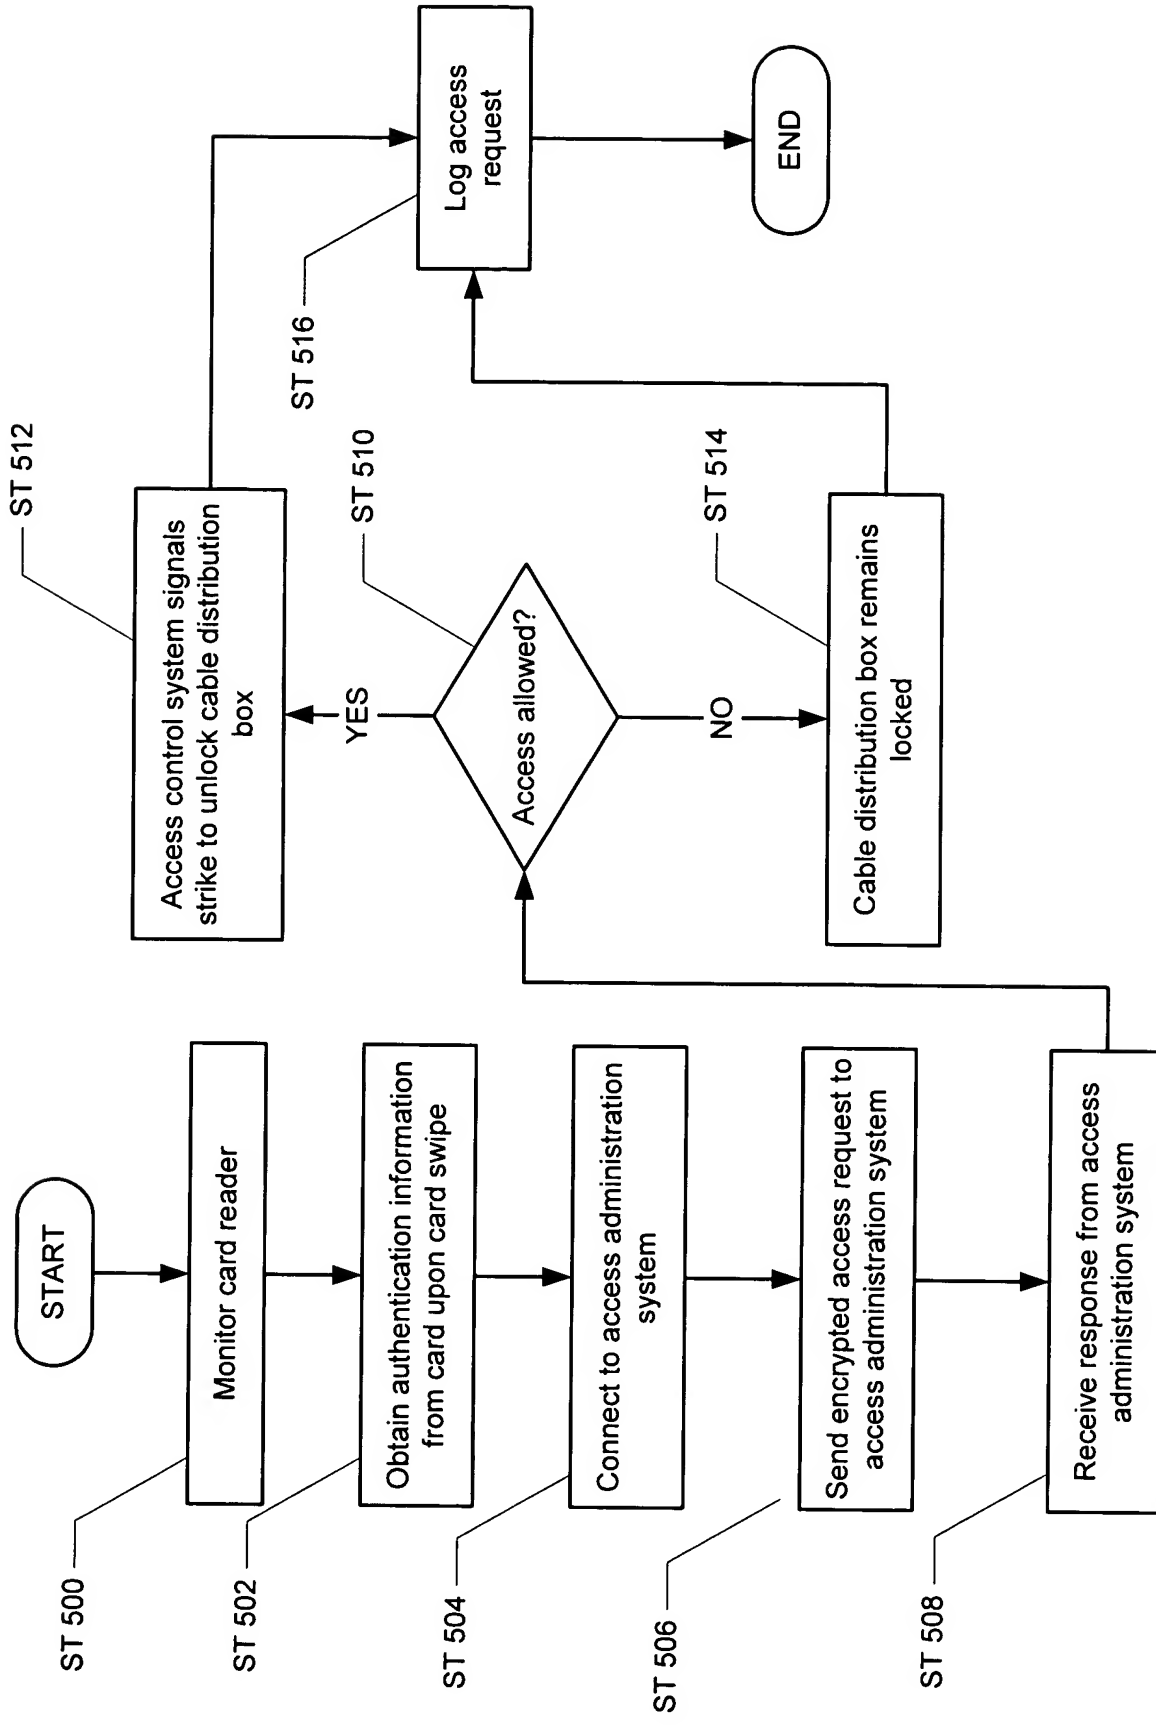 START
ST 500
Monitor card reader
ST 502
Obtain authentication information
from card upon card swipe
ST 504
Connect to access administration
system
ST 506
Send encrypted access request to
access administration system
ST 508
Receive response from access
administration system
ST 510
Access allowed?
YES
NO
ST 512
Access control system signals
strike to unlock cable distribution
box
ST 514
Cable distribution box remains
locked
ST 516
Log access
request
END